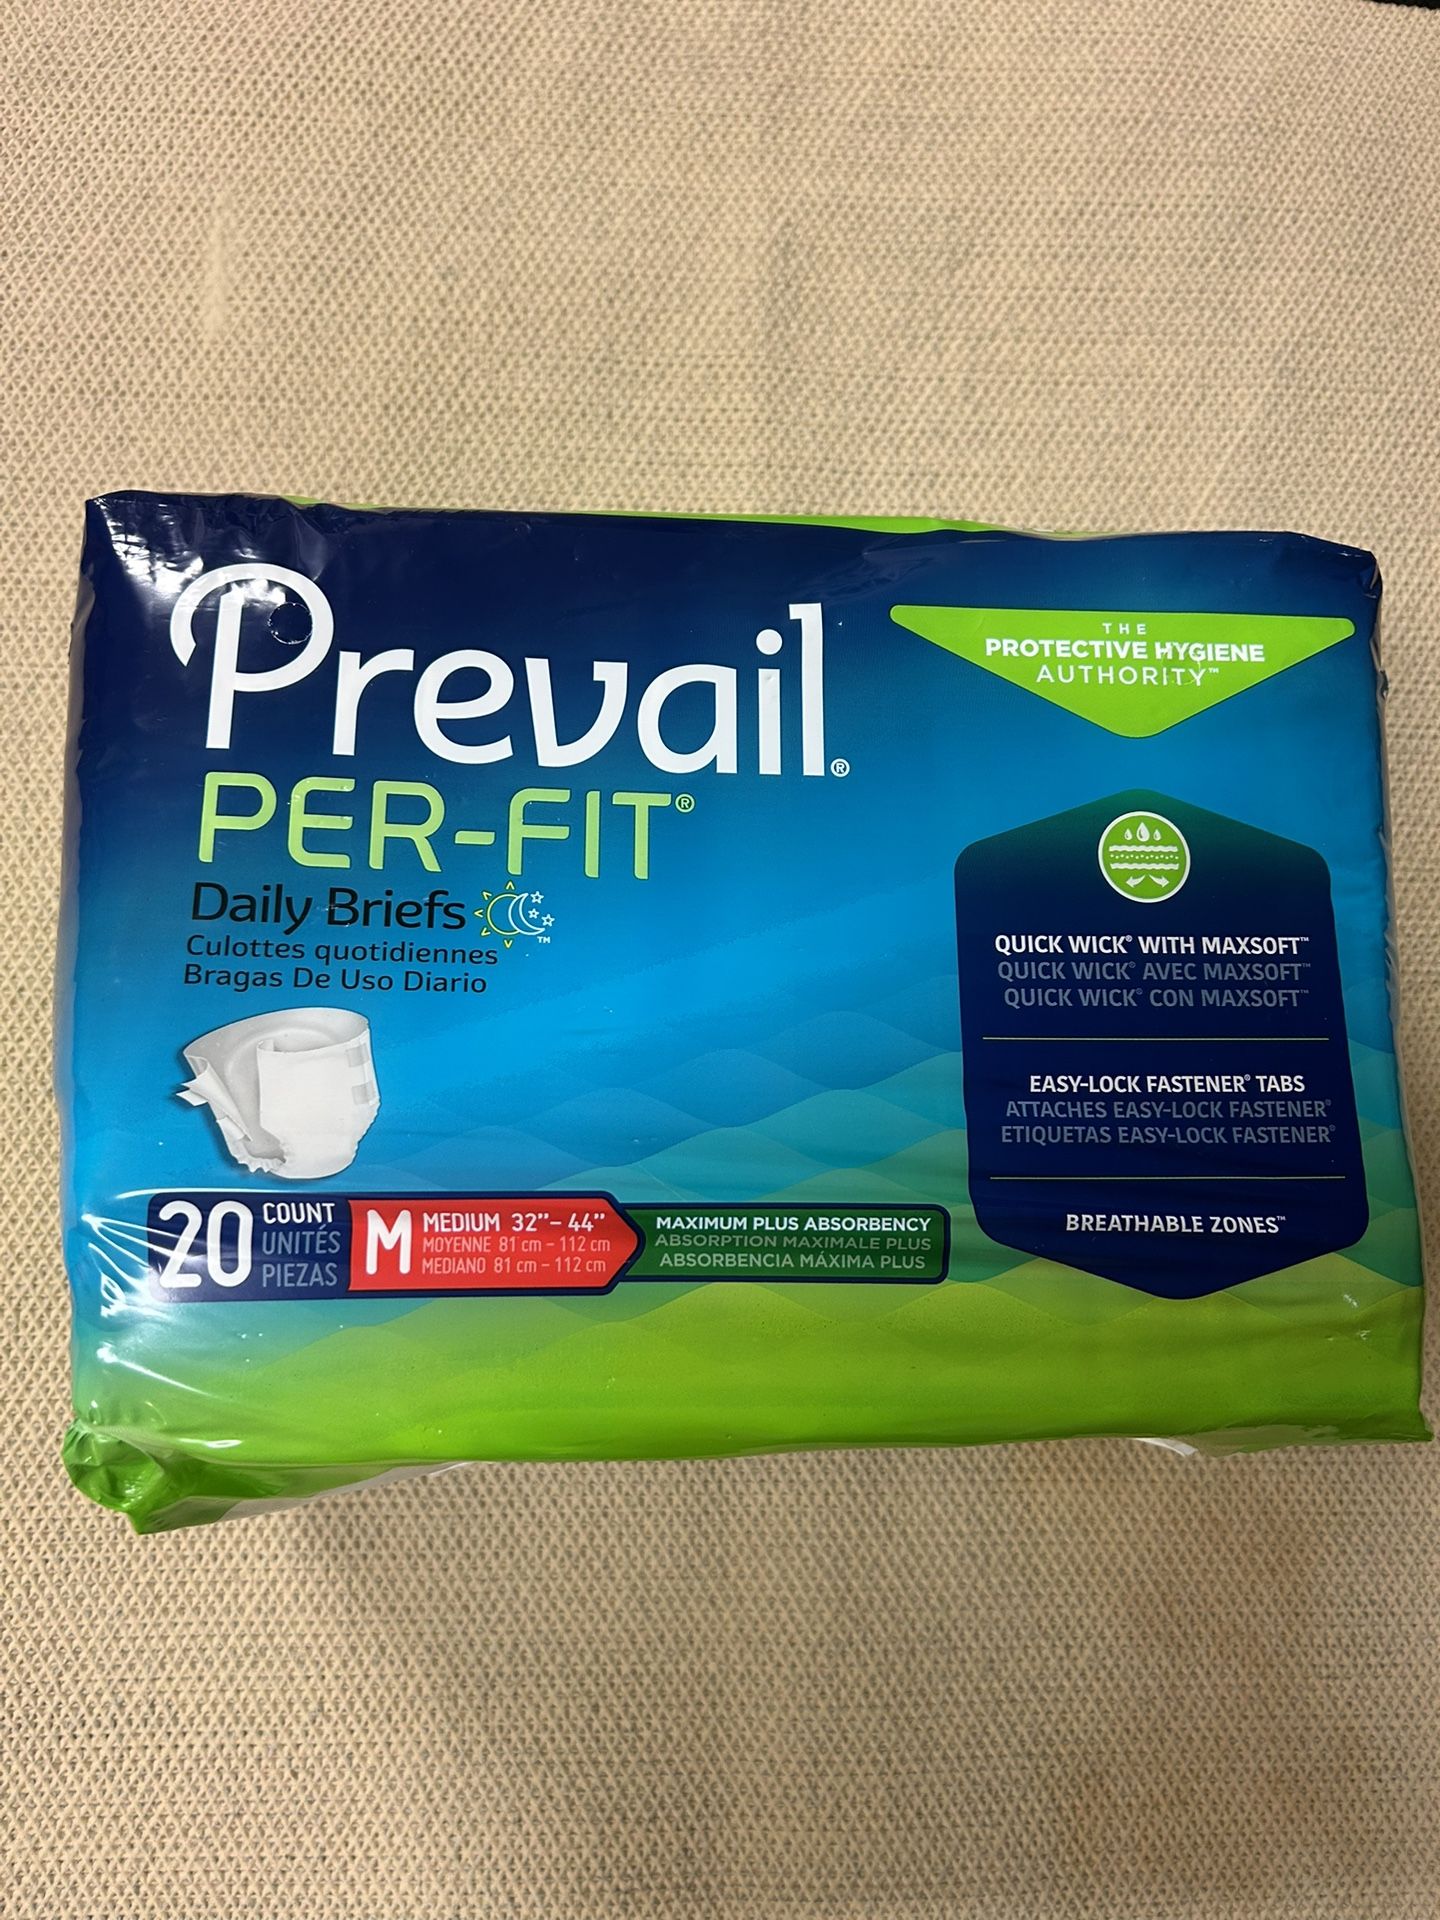 Prevail®
PER-FIT®
Daily Briefs ™
Culottes quotidiennes
Bragas De Uso Diario
20 COUNT
UNITÉS
PIEZAS
M MEDIUM 32"– 44"
MOYENNE 81 cm – 112 cm
MEDIANO 81 cm – 112 cm
MAXIMUM PLUS ABSORBENCY
ABSORPTION MAXIMALE PLUS
ABSORBENCIA MÁXIMA PLUS
THE
PROTECTIVE HYGIENE
AUTHORITY™
QUICK WICK® WITH MAXSOFT™
QUICK WICK® AVEC MAXSOFT™
QUICK WICK® CON MAXSOFT™
EASY-LOCK FASTENER® TABS
ATTACHES EASY-LOCK FASTENER®
ETIQUETAS EASY-LOCK FASTENER®
BREATHABLE ZONES™